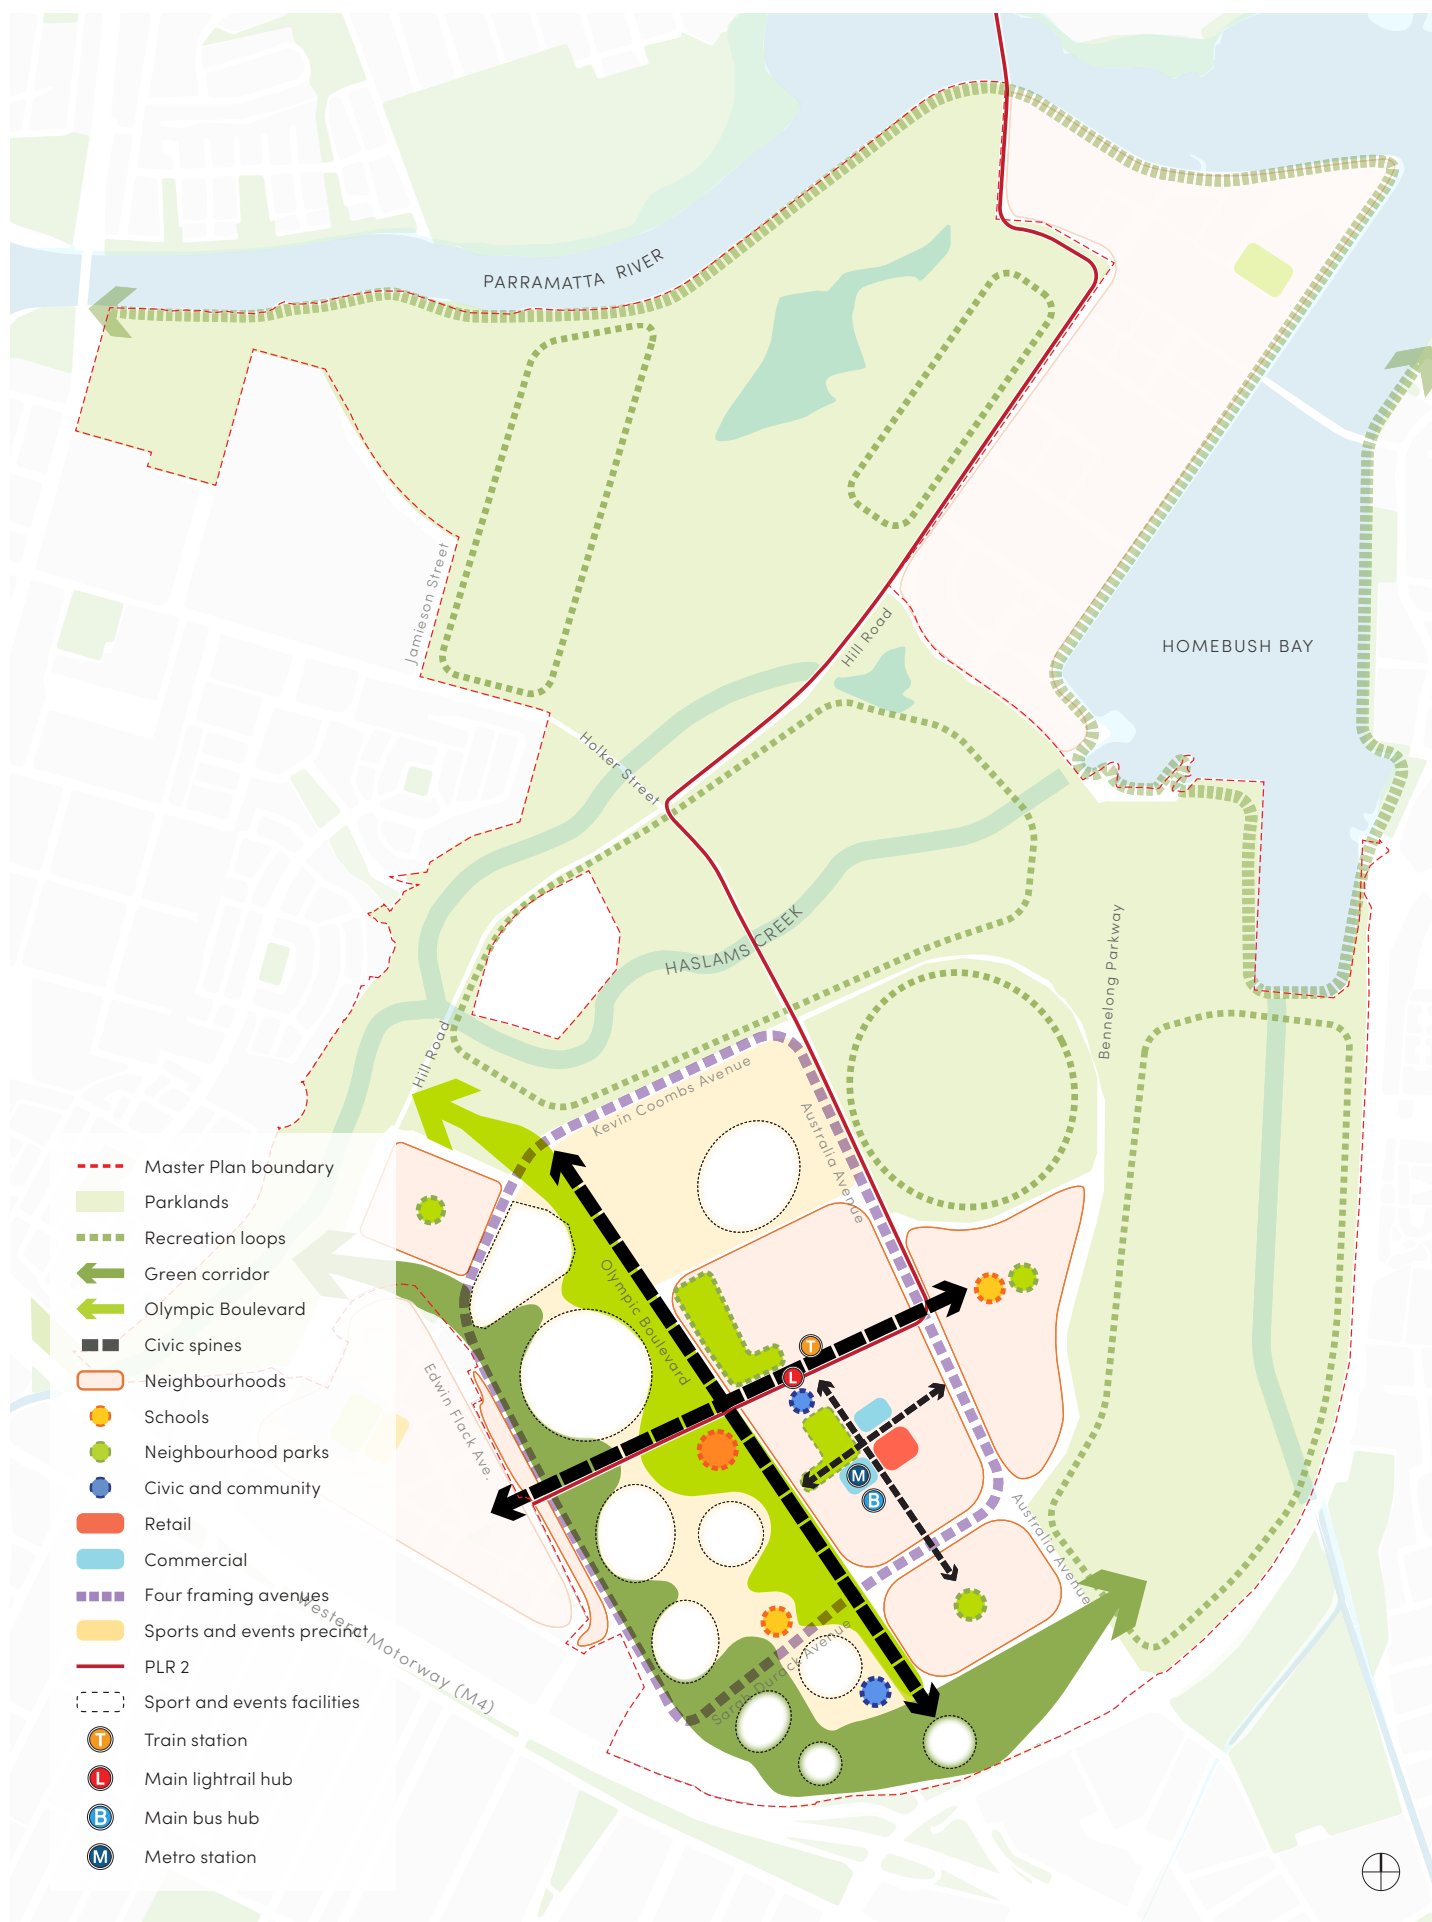 PARRAMATTA RIVER
HOMEBUSH BAY
Jamieson Street
Hill Road
Holker Street
HASLAMS CREEK
Bennelong Parkway
Hill Road
Kevin Coombs Avenue
Australia Avenue
Olympic Boulevard
Edwin Flack Ave.
Australia Avenue
Sarah Durack Avenue
Western Motorway (M4)
T
L
M
B
Master Plan boundary
Parklands
Recreation loops
Green corridor
Olympic Boulevard
Civic spines
Neighbourhoods
Schools
Neighbourhood parks
Civic and community
Retail
Commercial
Four framing avenues
Sports and events precinct
PLR 2
Sport and events facilities
T Train station
L Main lightrail hub
B Main bus hub
M Metro station